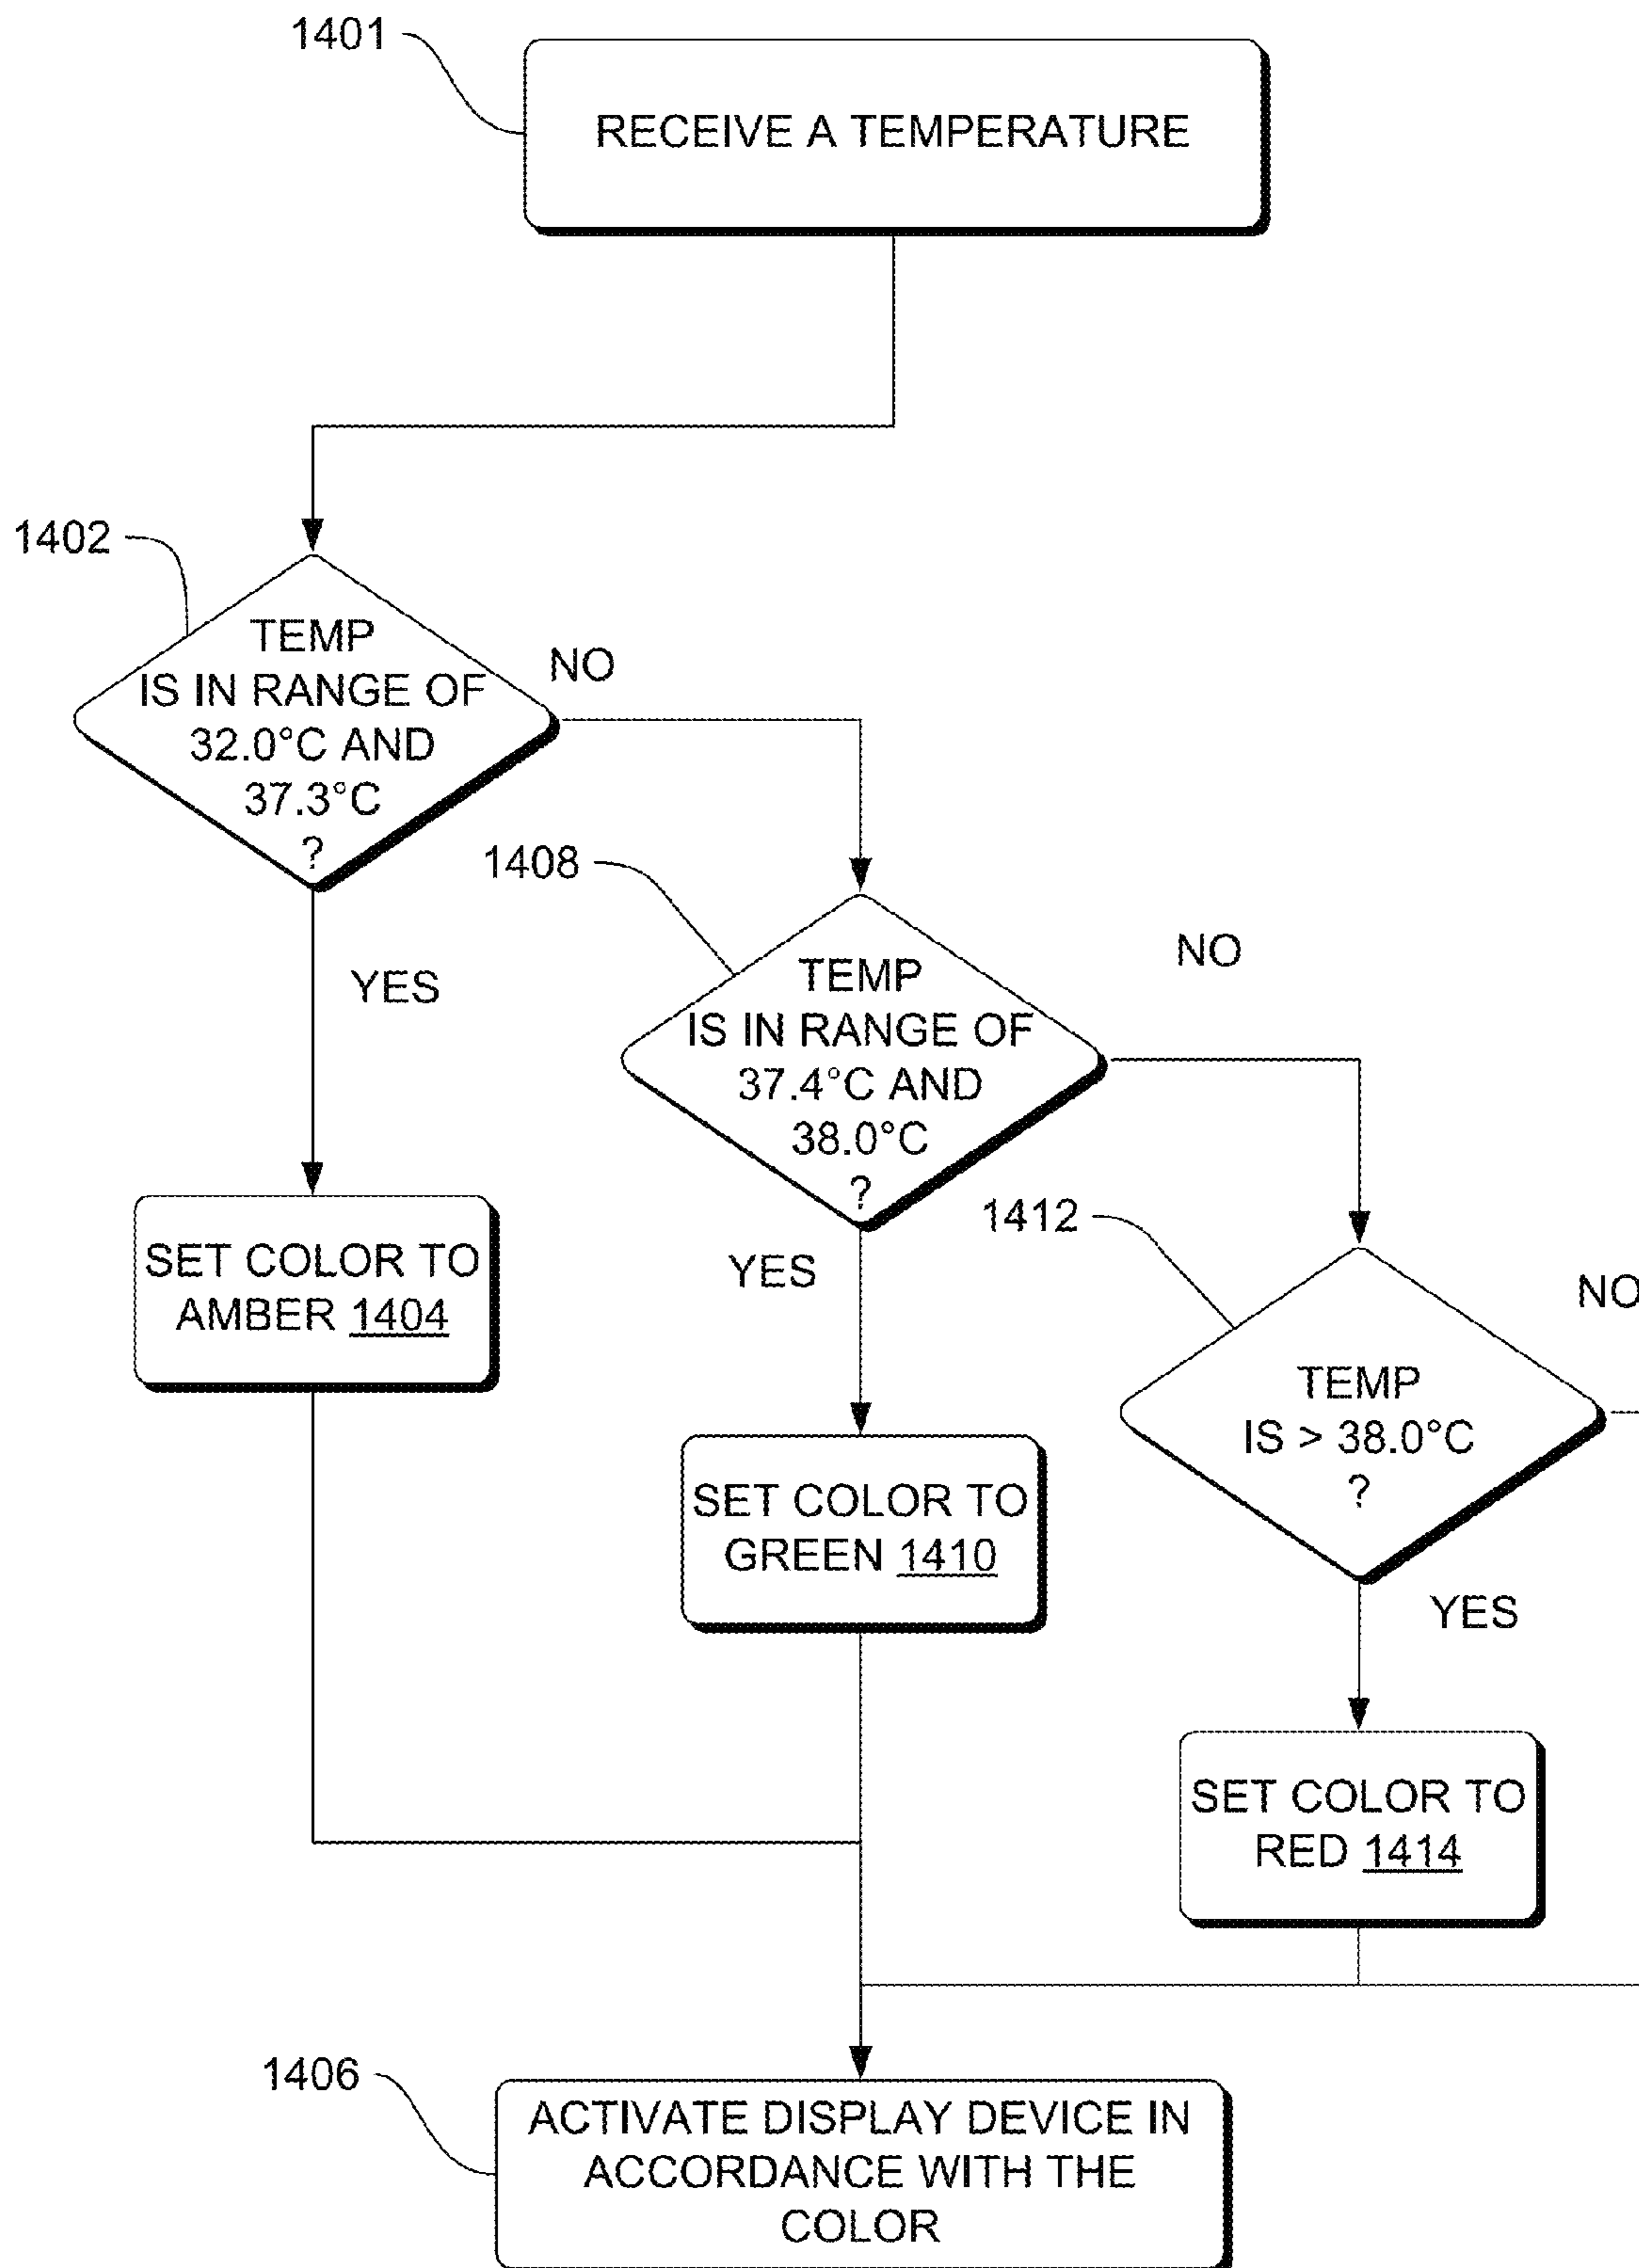 1401
RECEIVE A TEMPERATURE
1402
TEMP
IS IN RANGE OF
32.0°C AND
37.3°C
?
NO
YES
1408
TEMP
IS IN RANGE OF
37.4°C AND
38.0°C
?
NO
YES
SET COLOR TO
AMBER 1404
1412
TEMP
IS > 38.0°C
?
NO
YES
SET COLOR TO
GREEN 1410
SET COLOR TO
RED 1414
1406
ACTIVATE DISPLAY DEVICE IN
ACCORDANCE WITH THE
COLOR